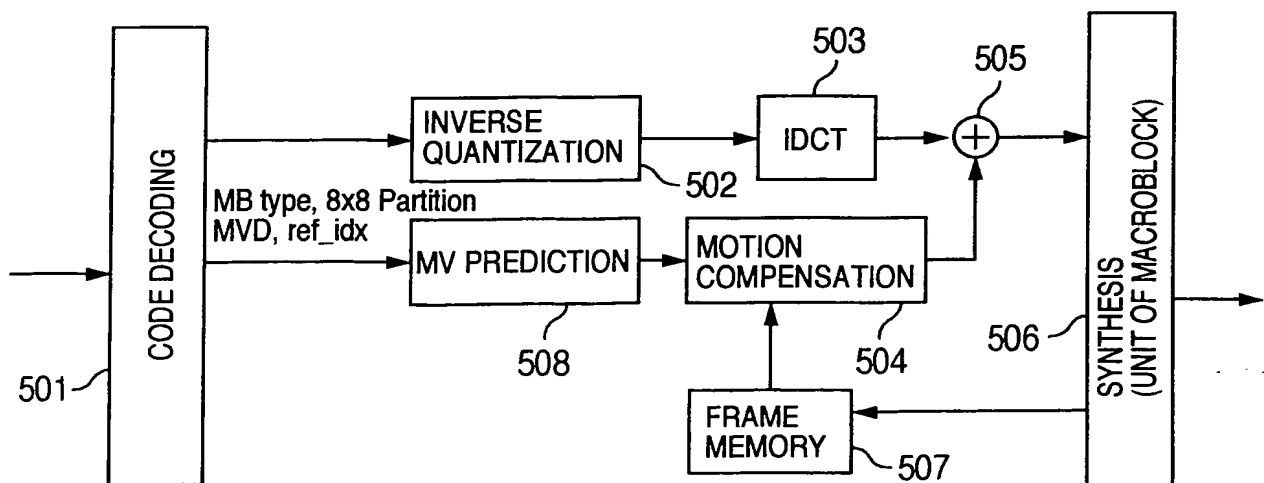 503
505
INVERSE
QUANTIZATION
IDCT
+
502
MB type, 8x8 Partition
MVD, ref_idx
CODE DECODING
MV PREDICTION
MOTION
COMPENSATION
508
504
501
FRAME
MEMORY
507
506
SYNTHESIS
(UNIT OF MACROBLOCK)